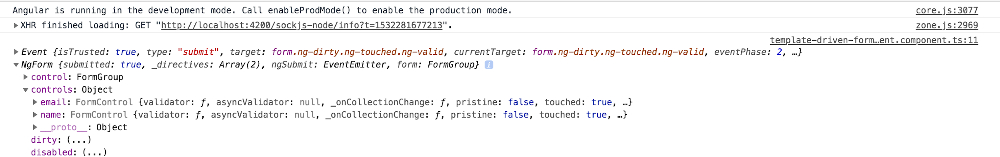 Angular is running in the development mode. Call enableProdMode() to enable the production mode. core.js:3077
▶XHR finished loading: GET "http://localhost:4200/sockjs-node/info?t=1532281677213". zone.js:2969
template-driven-form…ent.component.ts:11
▶Event {isTrusted: true, type: "submit", target: form.ng-dirty.ng-touched.ng-valid, currentTarget: form.ng-dirty.ng-touched.ng-valid, eventPhase: 2, …}
▼NgForm {submitted: true, _directives: Array(2), ngSubmit: EventEmitter, form: FormGroup} i
▶control: FormGroup
▼controls: Object
▶email: FormControl {validator: ƒ, asyncValidator: null, _onCollectionChange: ƒ, pristine: false, touched: true, …}
▶name: FormControl {validator: ƒ, asyncValidator: null, _onCollectionChange: ƒ, pristine: false, touched: true, …}
▶__proto__: Object
dirty: (...)
disabled: (...)